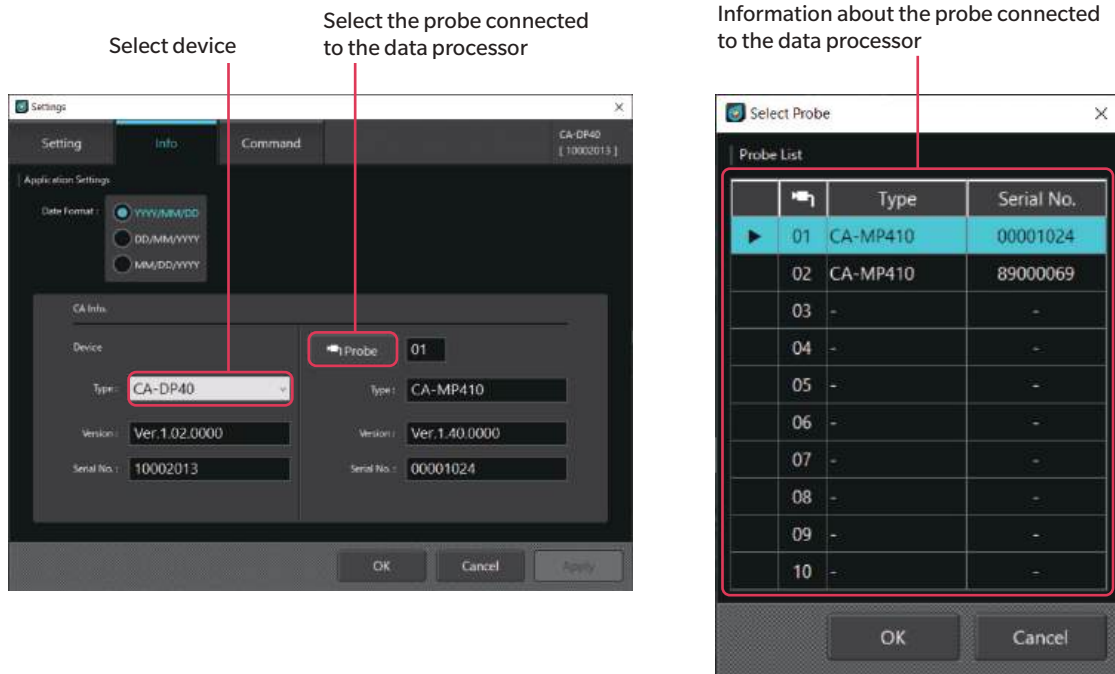 Select device
Select the probe connected
to the data processor
Information about the probe connected
to the data processor
Settings
Setting Info Command CA-DP40
[ 10002013 ]
Application Settings
Date Format : YYYY/MM/DD
DD/MM/YYYY
MM/DD/YYYY
CA Info.
Device Probe 01
Type : CA-DP40 Type : CA-MP410
Version : Ver.1.02.0000 Version : Ver.1.40.0000
Serial No. : 10002013 Serial No. : 00001024
OK Cancel Apply
Select Probe
Probe List
Type Serial No.
01 CA-MP410 00001024
02 CA-MP410 89000069
03 - -
04 - -
05 - -
06 - -
07 - -
08 - -
09 - -
10 - -
OK Cancel